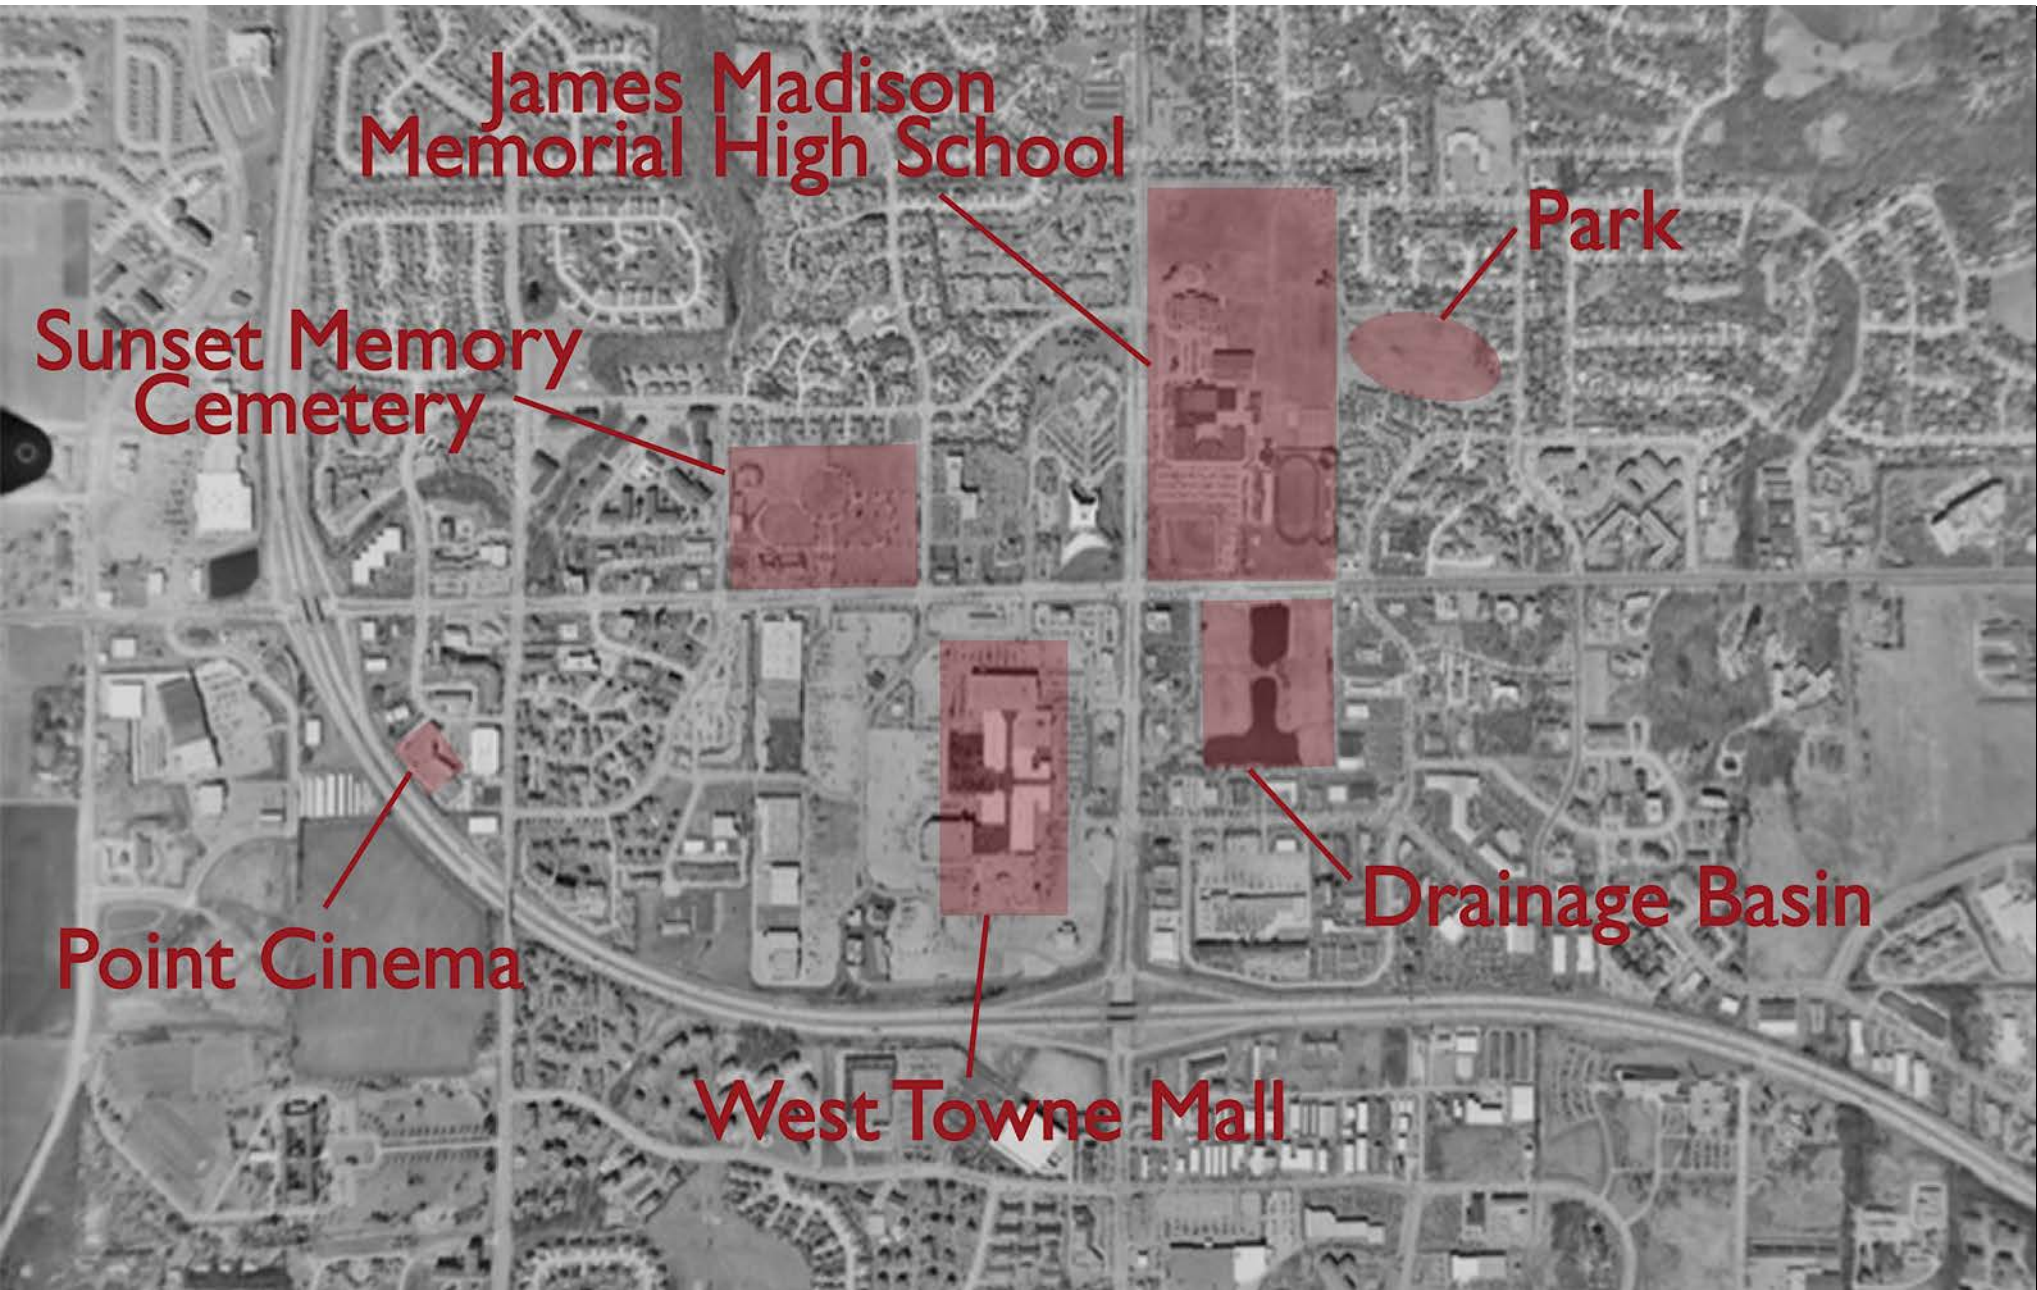 James Madison
Memorial High School
Park
Sunset Memory
Cemetery
Drainage Basin
Point Cinema
West Towne Mall